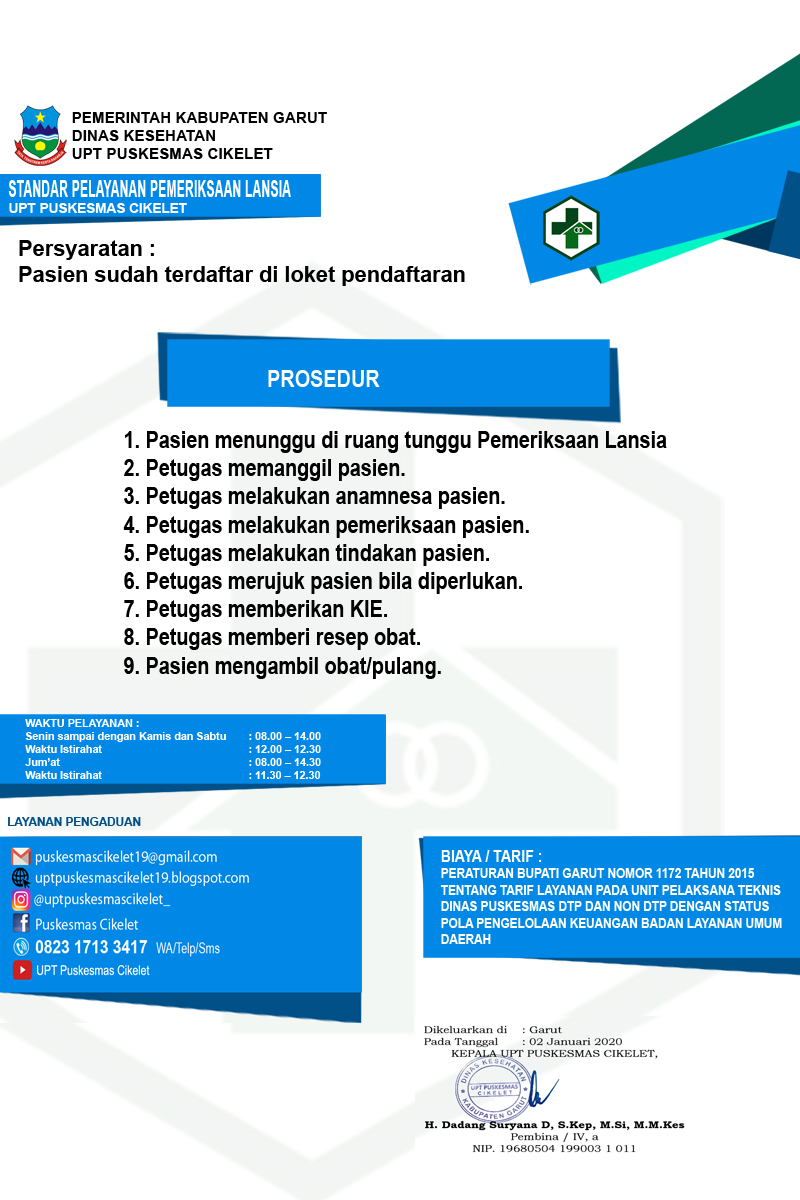 PEMERINTAH KABUPATEN GARUT
DINAS KESEHATAN
UPT PUSKESMAS CIKELET
STANDAR PELAYANAN PEMERIKSAAN LANSIA
UPT PUSKESMAS CIKELET
Persyaratan :
Pasien sudah terdaftar di loket pendaftaran
PROSEDUR
1. Pasien menunggu di ruang tunggu Pemeriksaan Lansia
2. Petugas memanggil pasien.
3. Petugas melakukan anamnesa pasien.
4. Petugas melakukan pemeriksaan pasien.
5. Petugas melakukan tindakan pasien.
6. Petugas merujuk pasien bila diperlukan.
7. Petugas memberikan KIE.
8. Petugas memberi resep obat.
9. Pasien mengambil obat/pulang.
WAKTU PELAYANAN :
Senin sampai dengan Kamis dan Sabtu : 08.00 – 14.00
Waktu Istirahat : 12.00 – 12.30
Jum'at : 08.00 – 14.30
Waktu Istirahat : 11.30 – 12.30
LAYANAN PENGADUAN
puskesmascikelet19@gmail.com
uptpuskesmascikelet19.blogspot.com
@uptpuskesmascikelet_
Puskesmas Cikelet
0823 1713 3417 WA/Telp/Sms
UPT Puskesmas Cikelet
BIAYA / TARIF :
PERATURAN BUPATI GARUT NOMOR 1172 TAHUN 2015
TENTANG TARIF LAYANAN PADA UNIT PELAKSANA TEKNIS
DINAS PUSKESMAS DTP DAN NON DTP DENGAN STATUS
POLA PENGELOLAAN KEUANGAN BADAN LAYANAN UMUM
DAERAH
Dikeluarkan di : Garut
Pada Tanggal : 02 Januari 2020
KEPALA UPT PUSKESMAS CIKELET,
DINAS KESEHATAN
UPT PUSKESMAS
CIKELET
KABUPATEN GARUT
H. Dadang Suryana D, S.Kep, M.Si, M.M.Kes
Pembina / IV, a
NIP. 19680504 199003 1 011